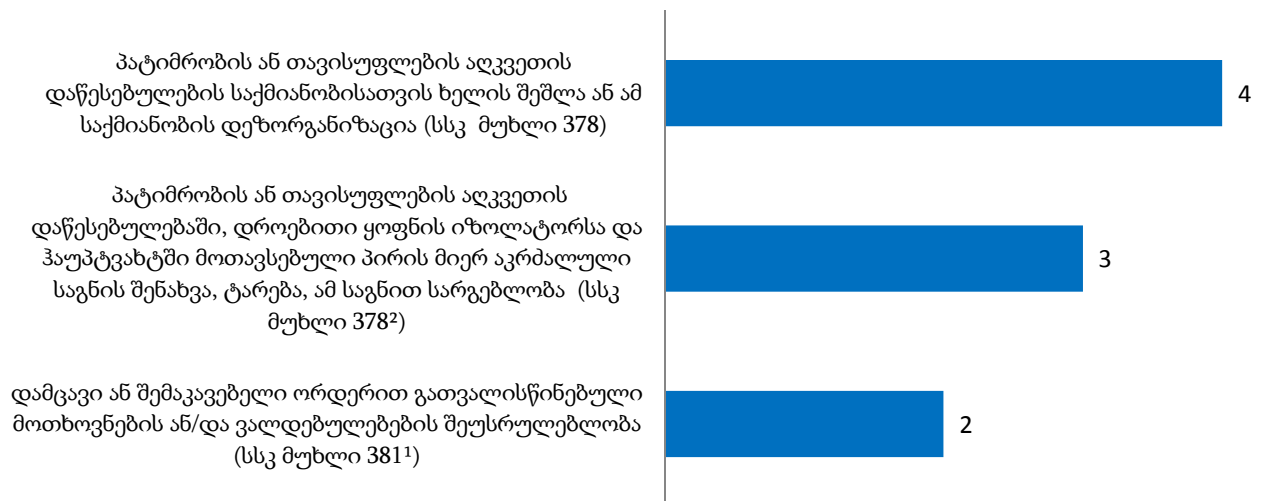 პატიმრობის ან თავისუფლების აღკვეთის
დაწესებულების საქმიანობისათვის ხელის შეშლა ან ამ
საქმიანობის დეზორგანიზაცია (სსკ მუხლი 378)
4
პატიმრობის ან თავისუფლების აღკვეთის
დაწესებულებაში, დროებითი ყოფნის იზოლატორსა და
ჰაუპტვახტში მოთავსებული პირის მიერ აკრძალული
საგნის შენახვა, ტარება, ამ საგნით სარგებლობა (სსკ
მუხლი 378²)
3
დამცავი ან შემაკავებელი ორდერით გათვალისწინებული
მოთხოვნების ან/და ვალდებულებების შეუსრულებლობა
(სსკ მუხლი 381¹)
2